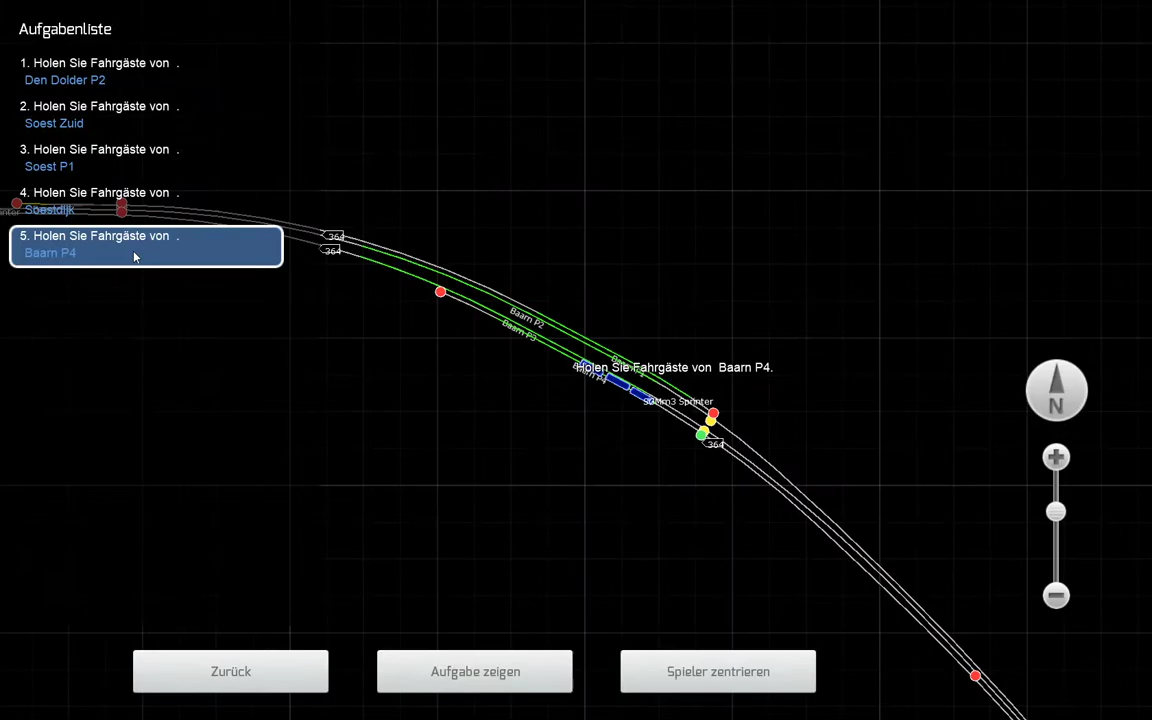 Aufgabenliste
1. Holen Sie Fahrgäste von .
Den Dolder P2
2. Holen Sie Fahrgäste von .
Soest Zuid
3. Holen Sie Fahrgäste von .
Soest P1
4. Holen Sie Fahrgäste von .
Soestdijk
5. Holen Sie Fahrgäste von .
Baarn P4
364
364
Baarn P2
Baarn P3
Holen Sie Fahrgäste von Baarn P4.
Baarn P4
Sprinter
364
N
Zurück
Aufgabe zeigen
Spieler zentrieren